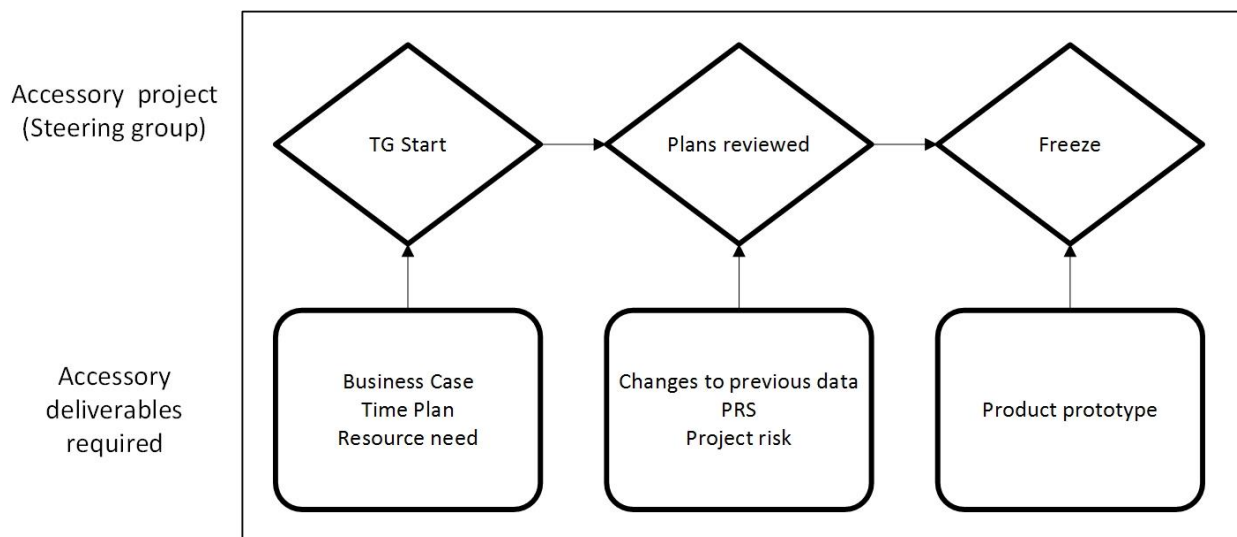 Accessory project
(Steering group)
TG Start
Plans reviewed
Freeze
Accessory
deliverables
required
Business Case
Time Plan
Resource need
Changes to previous data
PRS
Project risk
Product prototype